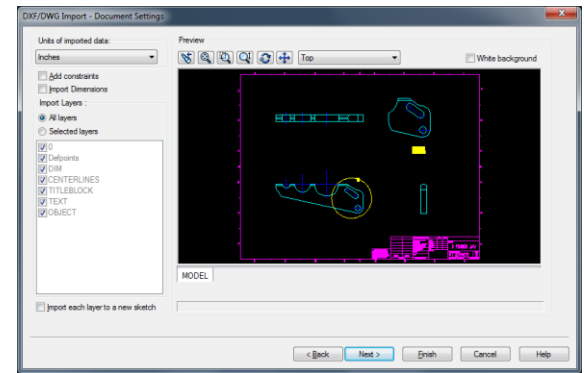 DXF/DWG Import - Document Settings
Units of imported data:
Inches
Add constraints
Import Dimensions
Import Layers :
All layers
Selected layers
0
Defpoints
DIM
CENTERLINES
TITLEBLOCK
TEXT
OBJECT
Import each layer to a new sketch
Preview
Top
White background
MODEL
< Back
Next >
Finish
Cancel
Help